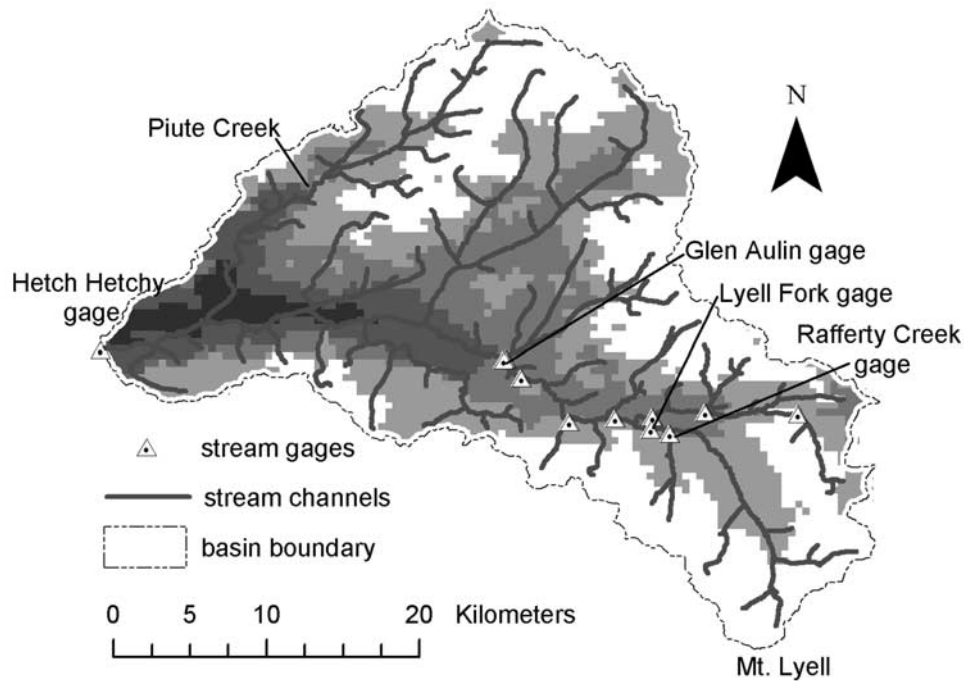 N
Piute Creek
Glen Aulin gage
Hetch Hetchy
gage
Lyell Fork gage
Rafferty Creek
gage
stream gages
stream channels
basin boundary
0 5 10 20 Kilometers
Mt. Lyell